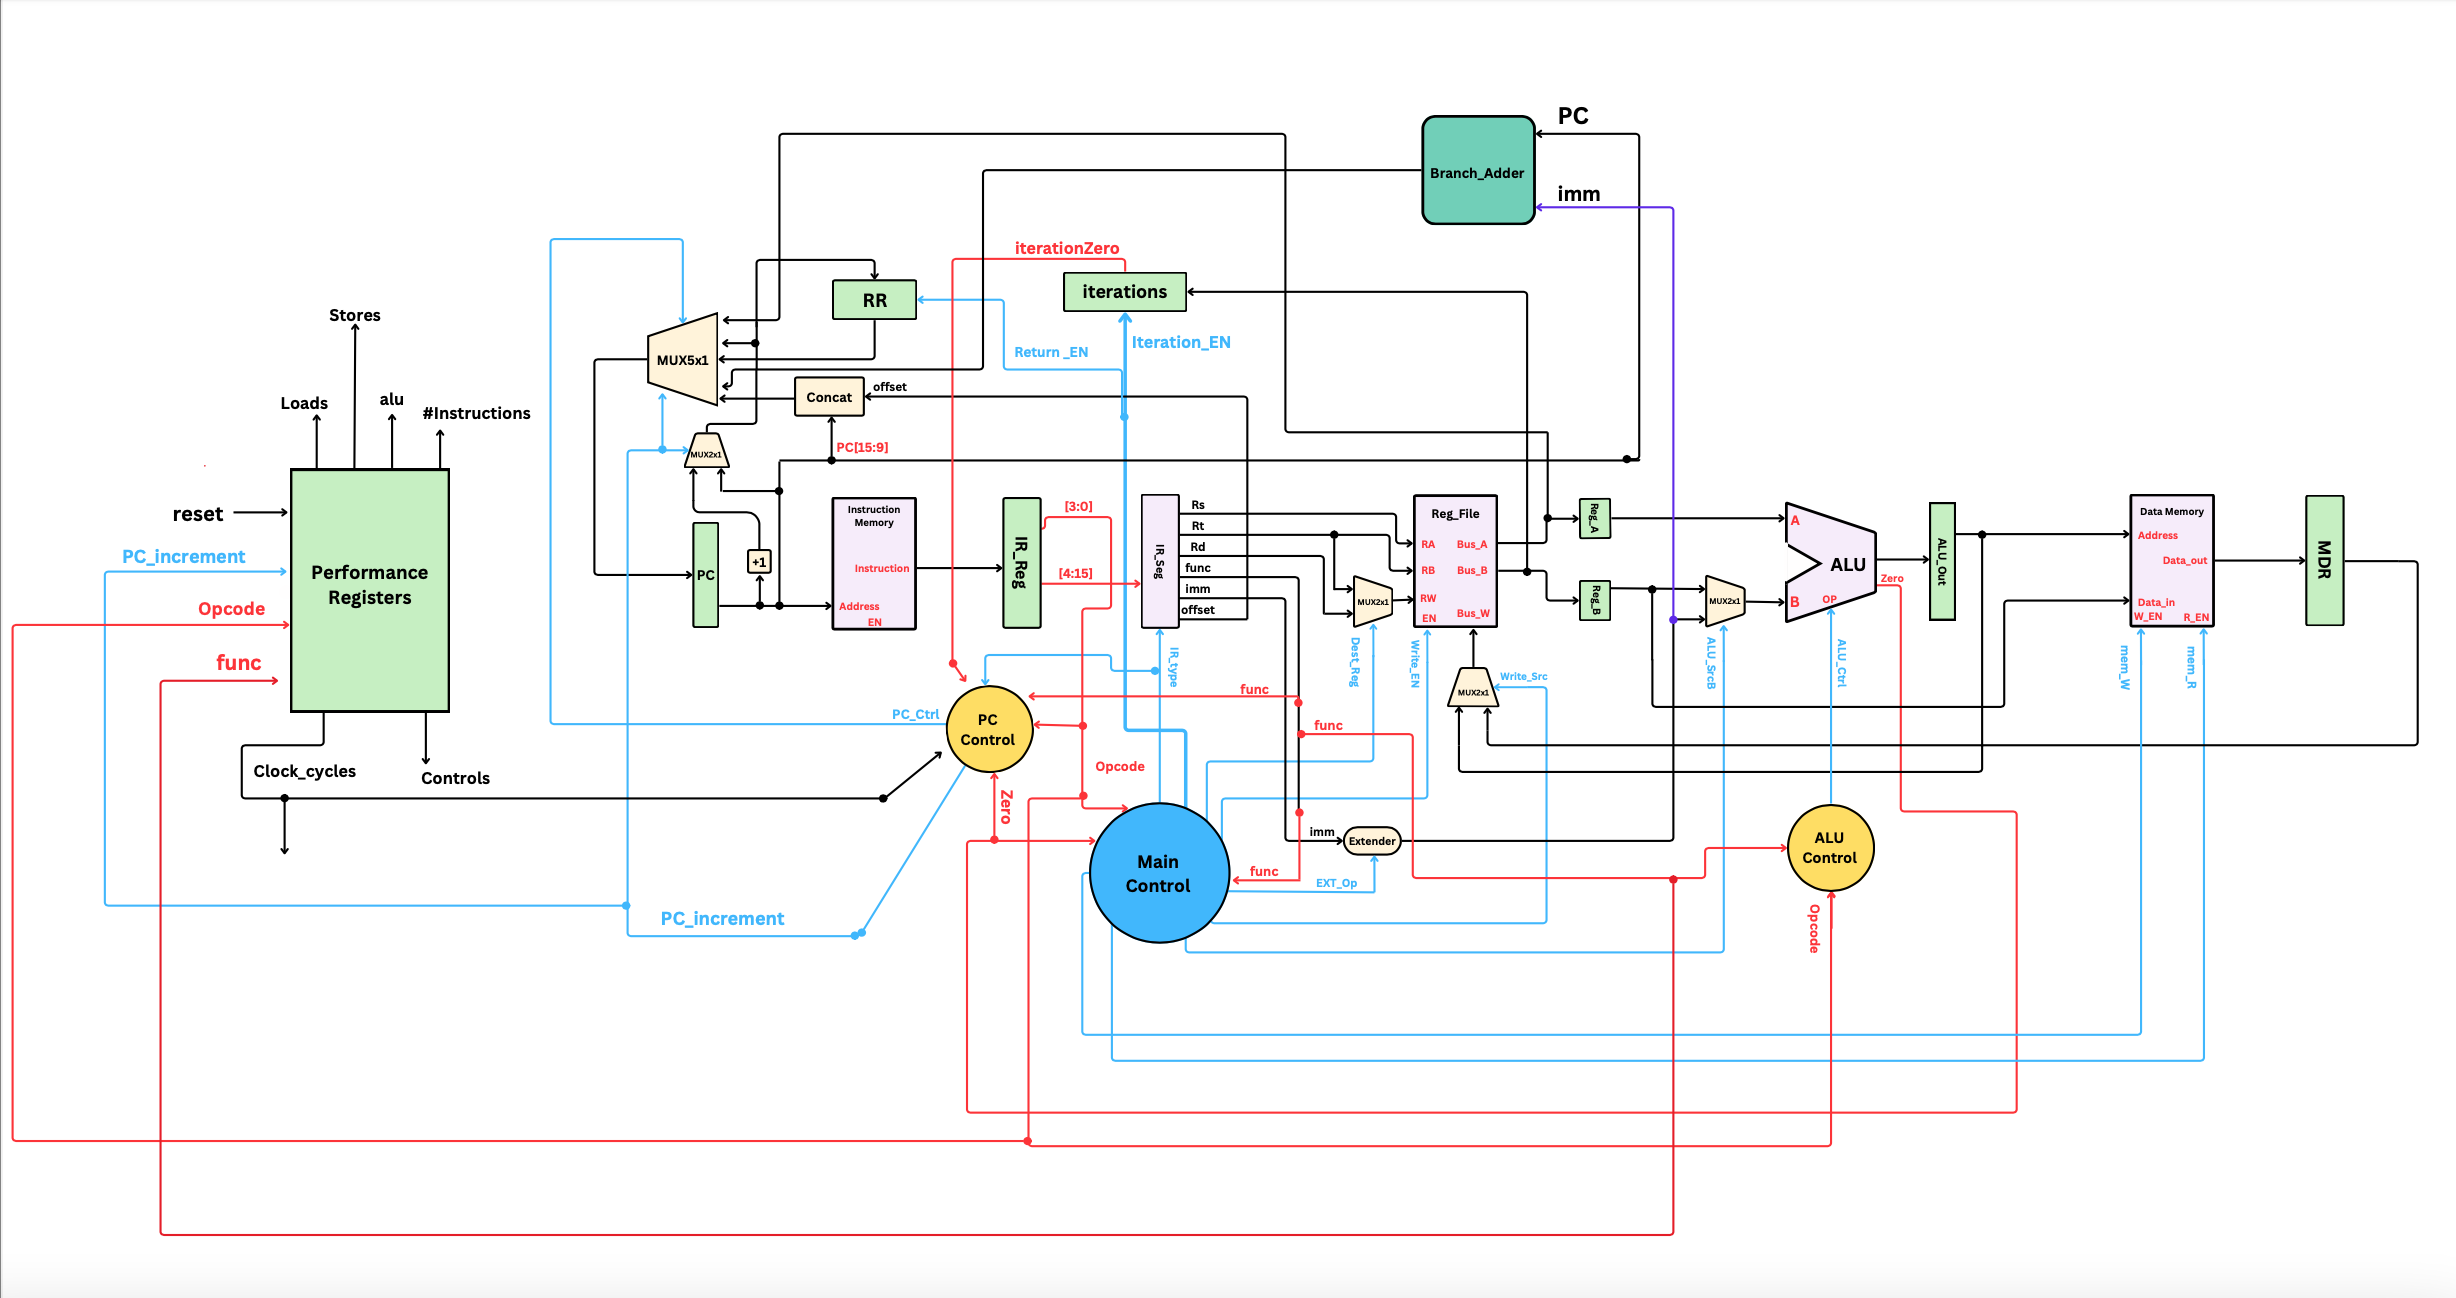 PC
Branch_Adder
imm
iterationZero
RR
iterations
Stores
Iteration_EN
Return _EN
MUX5x1
offset
Loads
alu
#Instructions
Concat
PC[15:9]
MUX2x1
reset
PC_increment
Performance
Registers
Opcode
func
PC
+1
Instruction
Memory
Instruction
Address
EN
IR_Reg
[3:0]
[4:15]
IR_Seg
Rs
Rt
Rd
func
imm
offset
MUX2x1
Reg_File
RA
Bus_A
RB
Bus_B
RW
Bus_W
EN
Reg_A
Reg_B
MUX2x1
A
ALU
B
OP
Zero
ALU_Out
Data Memory
Address
Data_out
Data_in
W_EN
R_EN
MDR
IR_type
Dest_Reg
Write_EN
Write_Src
MUX2x1
ALU_SrcB
ALU_Ctrl
mem_W
mem_R
func
func
PC_Ctrl
PC
Control
Clock_cycles
Controls
Opcode
Zero
imm
Extender
Main
Control
func
EXT_Op
ALU
Control
PC_increment
Opcode